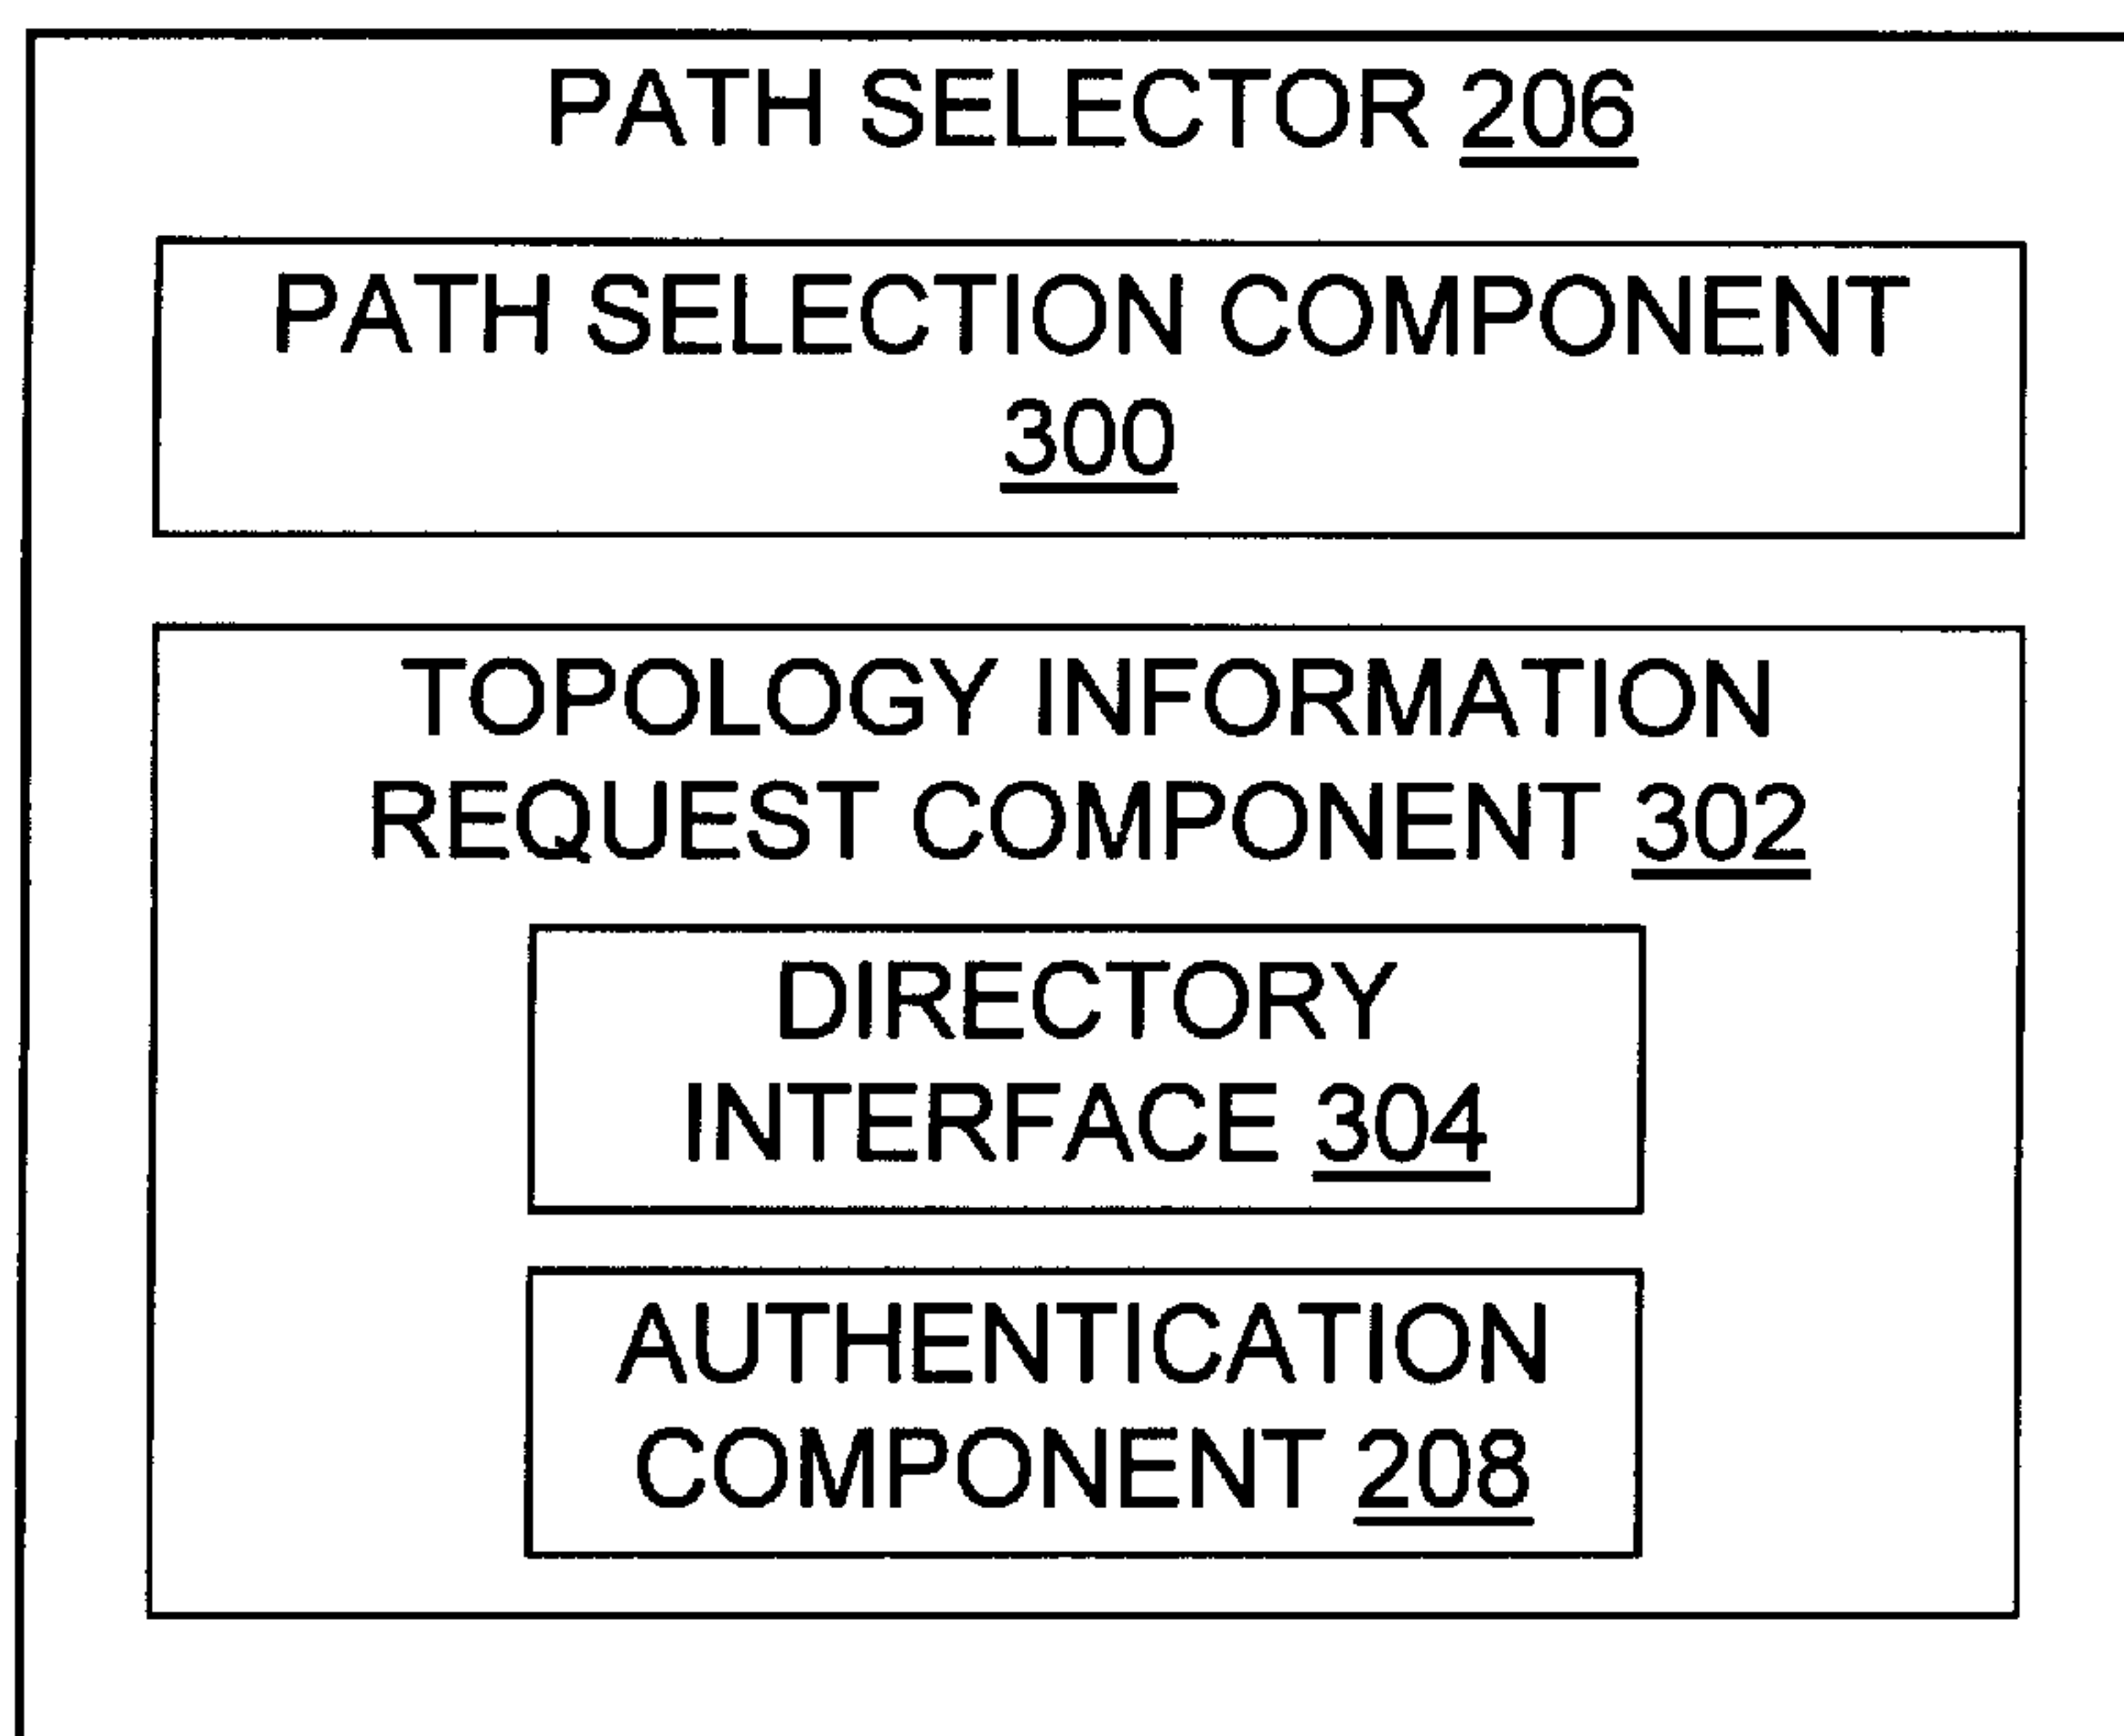 PATH SELECTOR 206
PATH SELECTION COMPONENT
300
TOPOLOGY INFORMATION
REQUEST COMPONENT 302
DIRECTORY
INTERFACE 304
AUTHENTICATION
COMPONENT 208